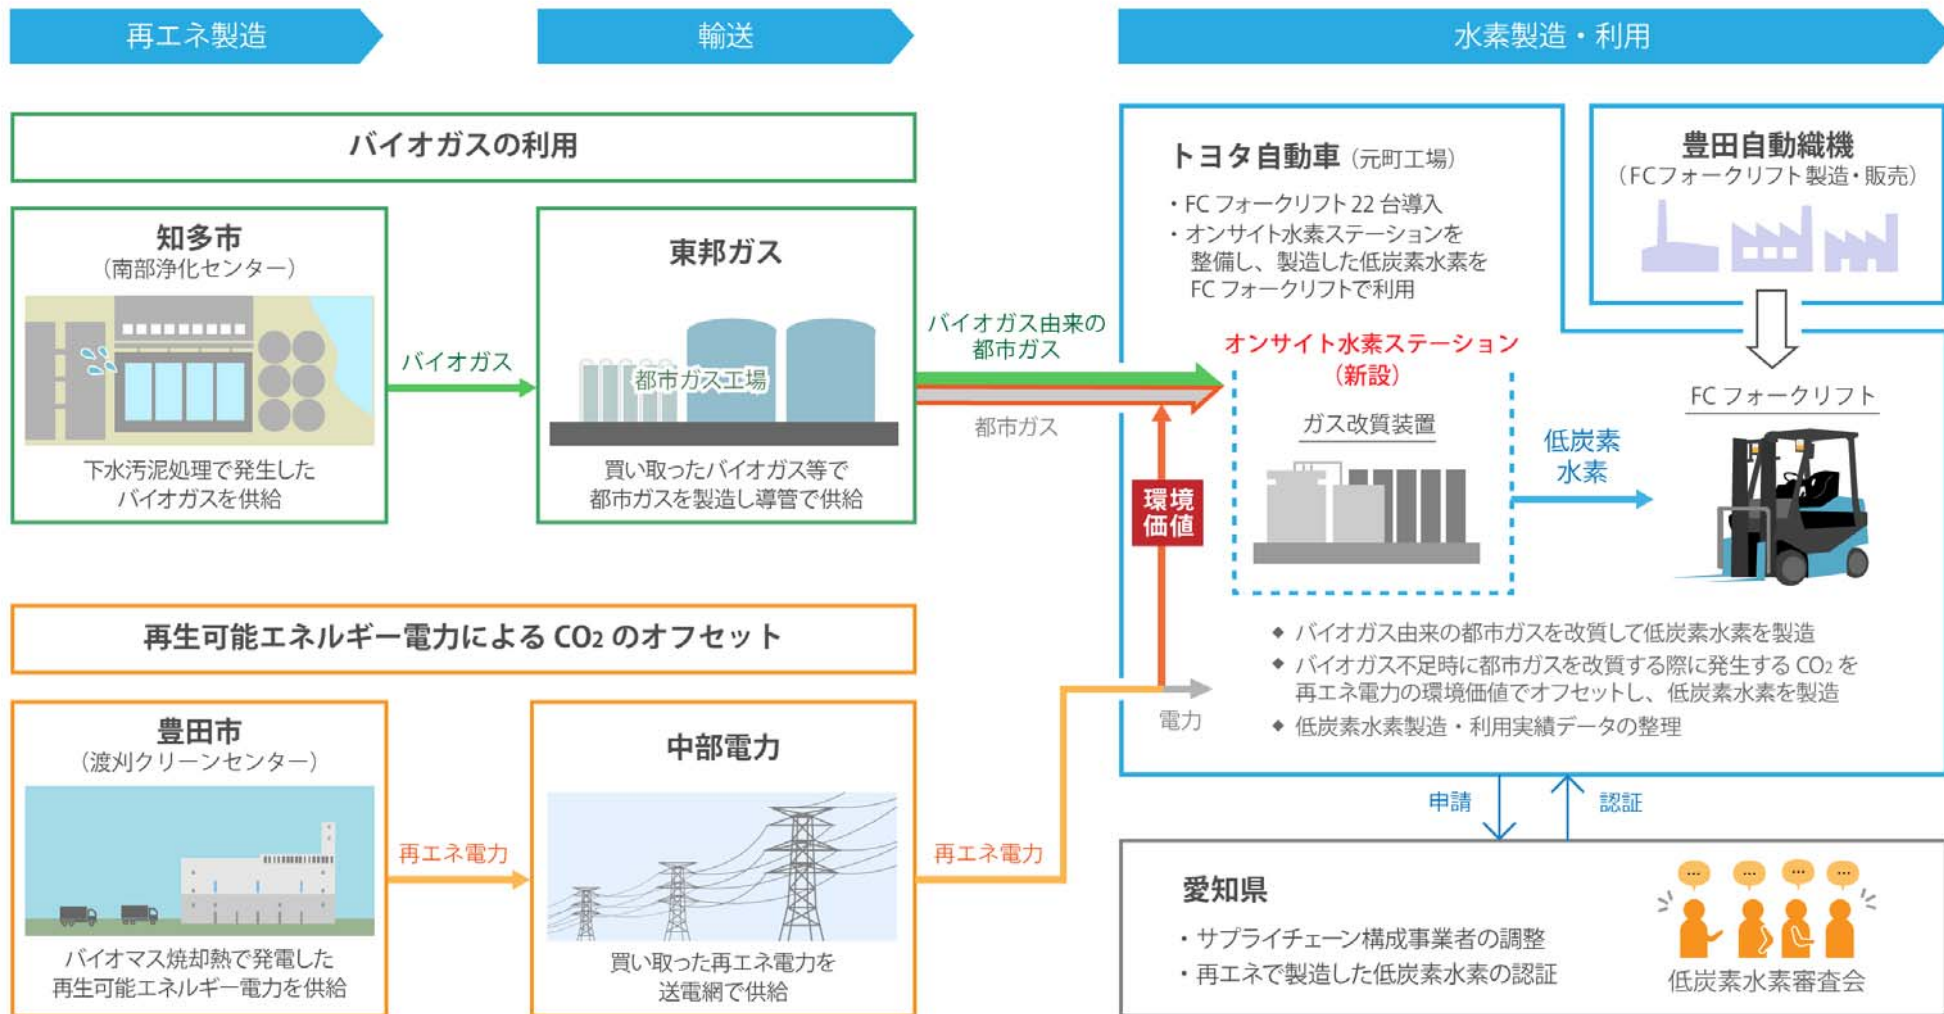 再エネ製造
輸送
水素製造・利用
バイオガスの利用
知多市
（南部浄化センター）
下水汚泥処理で発生した
バイオガスを供給
バイオガス
東邦ガス
都市ガス工場
買い取ったバイオガス等で
都市ガスを製造し導管で供給
バイオガス由来の
都市ガス
都市ガス
環境
価値
トヨタ自動車（元町工場）
・FC フォークリフト 22 台導入
・オンサイト水素ステーションを
整備し、製造した低炭素水素を
FC フォークリフトで利用
オンサイト水素ステーション
（新設）
ガス改質装置
低炭素
水素
豊田自動織機
（FCフォークリフト製造・販売）
FC フォークリフト
◆ バイオガス由来の都市ガスを改質して低炭素水素を製造
◆ バイオガス不足時に都市ガスを改質する際に発生する CO₂ を
再エネ電力の環境価値でオフセットし、低炭素水素を製造
◆ 低炭素水素製造・利用実績データの整理
再生可能エネルギー電力による CO₂ のオフセット
豊田市
（渡刈クリーンセンター）
バイオマス焼却熱で発電した
再生可能エネルギー電力を供給
再エネ電力
中部電力
買い取った再エネ電力を
送電網で供給
再エネ電力
電力
申請
認証
愛知県
・サプライチェーン構成事業者の調整
・再エネで製造した低炭素水素の認証
低炭素水素審査会